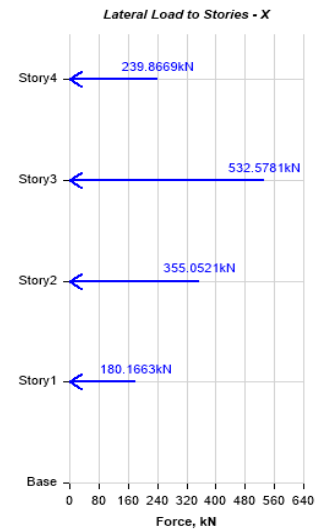 Lateral Load to Stories - X
Story4
239.8669kN
Story3
532.5781kN
Story2
355.0521kN
Story1
180.1663kN
Base
0 80 160 240 320 400 480 560 640
Force, kN